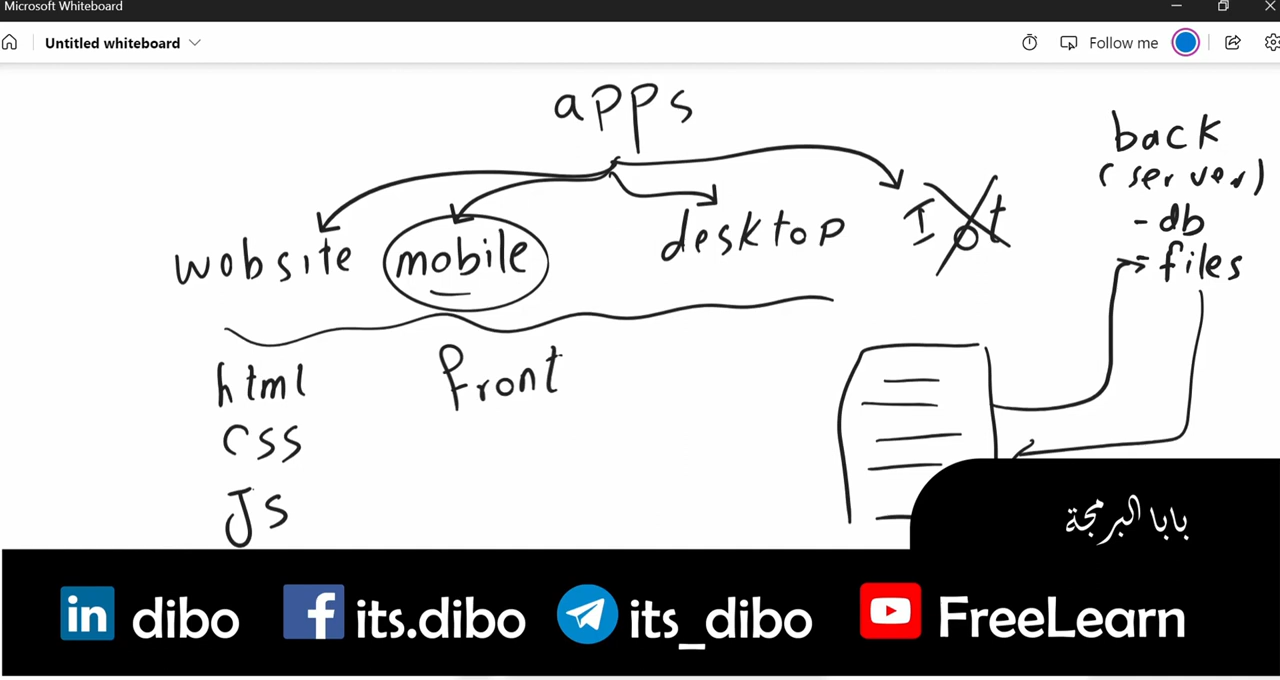 Microsoft Whiteboard
Untitled whiteboard
Follow me
apps
wobsite
mobile
desktop
Iot
back
(server)
- db
- files
html
css
Js
front
بابا البرمجة
in dibo
f its.dibo
its_dibo
FreeLearn